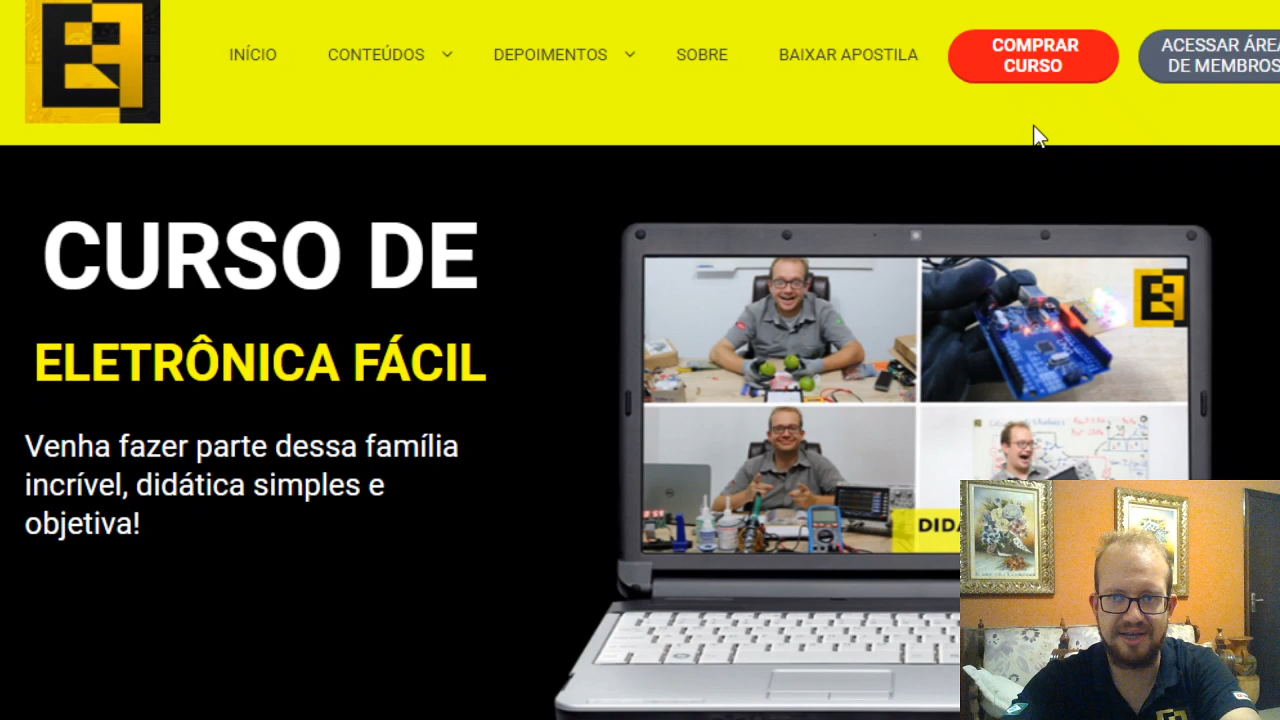 INÍCIO
CONTEÚDOS
DEPOIMENTOS
SOBRE
BAIXAR APOSTILA
COMPRAR
CURSO
ACESSAR ÁREA
DE MEMBROS
CURSO DE
ELETRÔNICA FÁCIL
Venha fazer parte dessa família
incrível, didática simples e
objetiva!